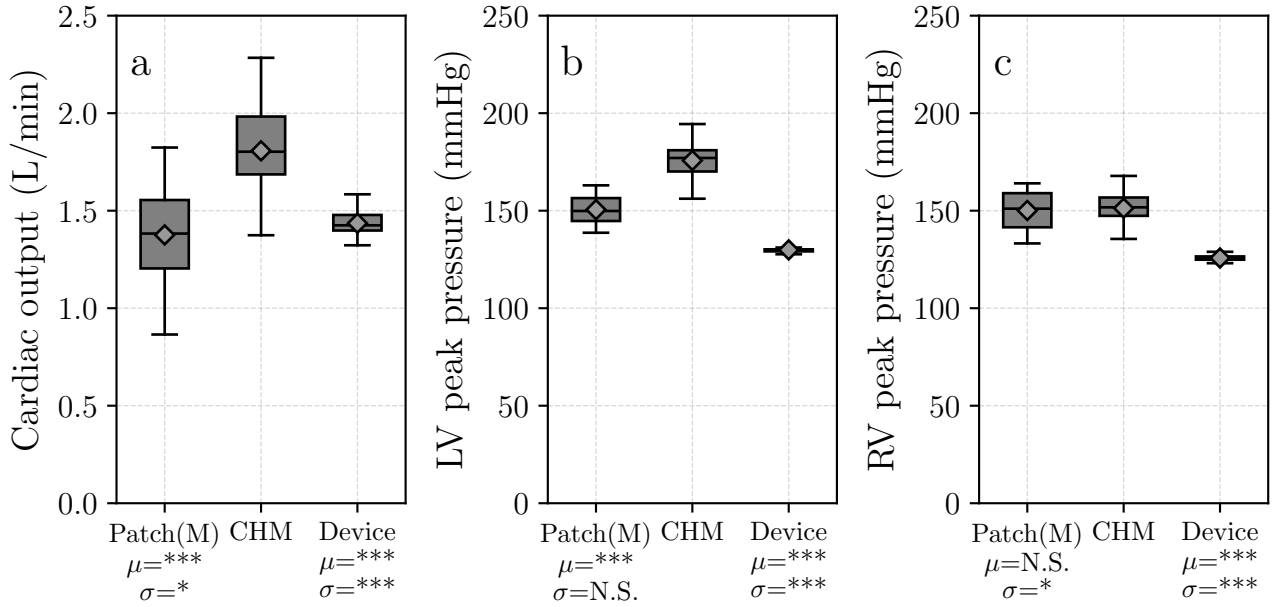 Cardiac output (L/min)
2.5
2.0
1.5
1.0
0.5
0.0
a
Patch(M) CHM Device
μ=*** μ=***
σ=* σ=***
LV peak pressure (mmHg)
250
200
150
100
50
0
b
Patch(M) CHM Device
μ=*** μ=***
σ=N.S. σ=***
RV peak pressure (mmHg)
250
200
150
100
50
0
c
Patch(M) CHM Device
μ=N.S. μ=***
σ=* σ=***